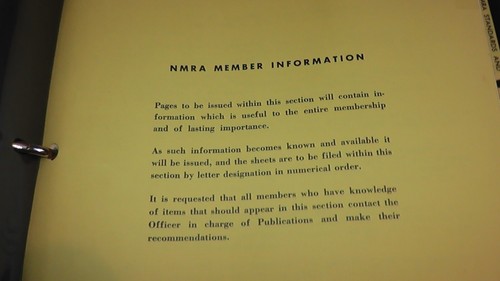 NMRA MEMBER INFORMATION
Pages to be issued within this section will contain in-
formation which is useful to the entire membership
and of lasting importance.
As such information becomes known and available it
will be issued, and the sheets are to be filed within this
section by letter designation in numerical order.
It is requested that all members who have knowledge
of items that should appear in this section contact the
Officer in charge of Publications and make their
recommendations.
STANDARDS AND